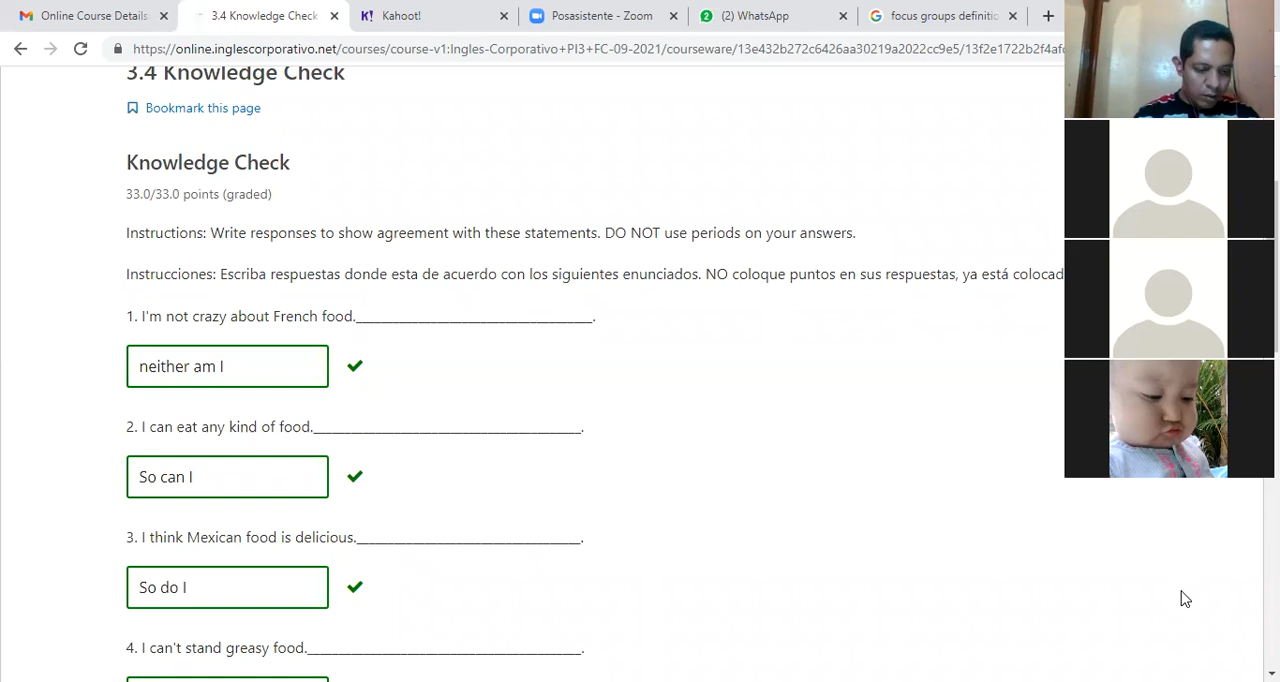 Online Course Details
3.4 Knowledge Check
Kahoot!
Posasistente - Zoom
(2) WhatsApp
focus groups definitio
https://online.inglescorporativo.net/courses/course-v1:Ingles-Corporativo+PI3+FC-09-2021/courseware/13e432b272c6426aa30219a2022cc9e5/13f2e1722b2f4afc
3.4 Knowledge Check
Bookmark this page
Knowledge Check
33.0/33.0 points (graded)
Instructions: Write responses to show agreement with these statements. DO NOT use periods on your answers.
Instrucciones: Escriba respuestas donde esta de acuerdo con los siguientes enunciados. NO coloque puntos en sus respuestas, ya está colocad
1. I'm not crazy about French food.__________________________________.
neither am I
2. I can eat any kind of food.______________________________________.
So can I
3. I think Mexican food is delicious.________________________________.
So do I
4. I can't stand greasy food._______________________________________.